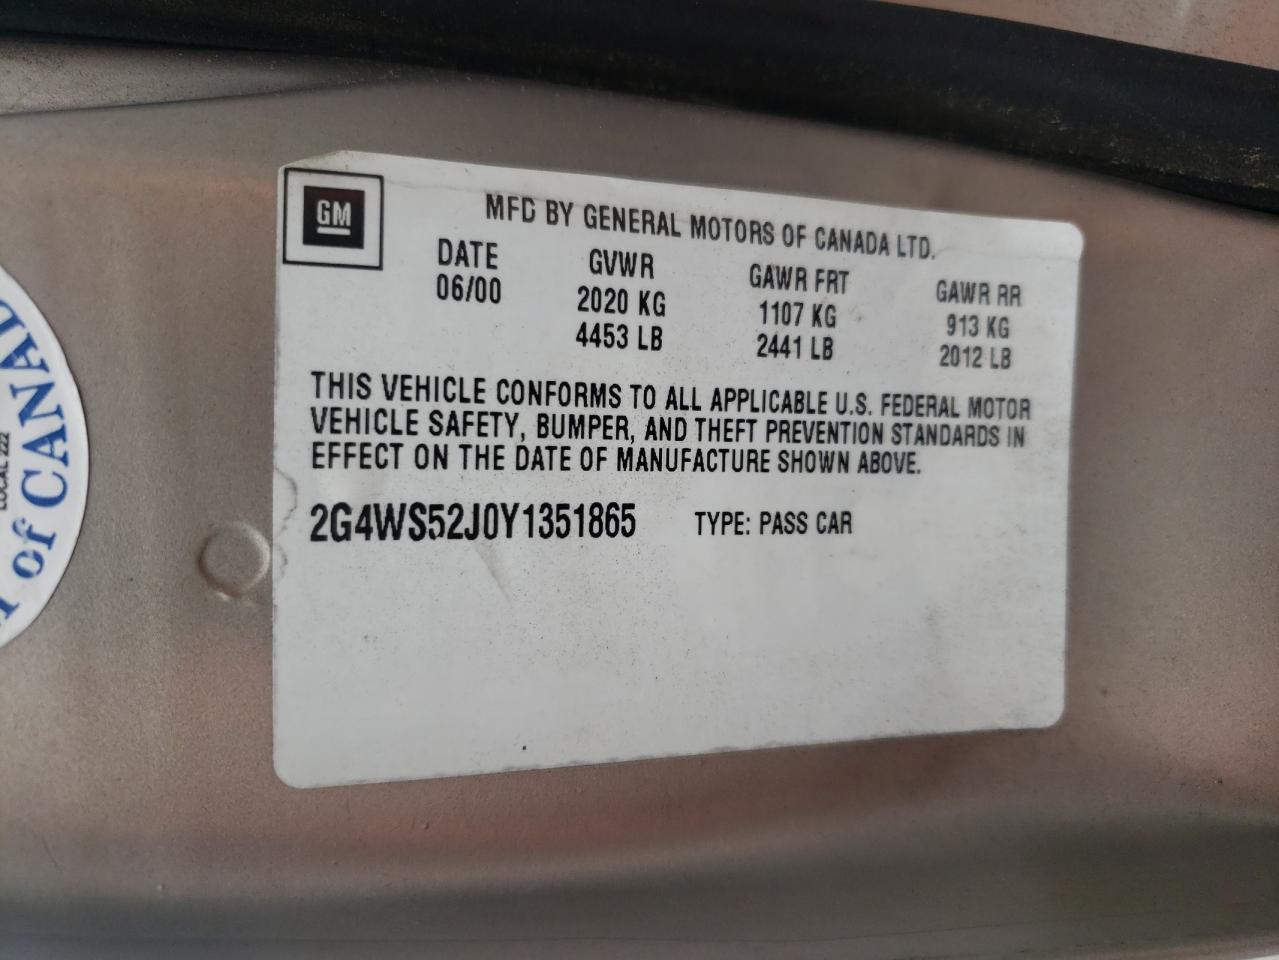 GM
MFD BY GENERAL MOTORS OF CANADA LTD.
DATE GVWR GAWR FRT GAWR RR
06/00 2020 KG 1107 KG 913 KG
4453 LB 2441 LB 2012 LB
THIS VEHICLE CONFORMS TO ALL APPLICABLE U.S. FEDERAL MOTOR
VEHICLE SAFETY, BUMPER, AND THEFT PREVENTION STANDARDS IN
EFFECT ON THE DATE OF MANUFACTURE SHOWN ABOVE.
2G4WS52J0Y1351865 TYPE: PASS CAR
of CANAD
LOCAL 222